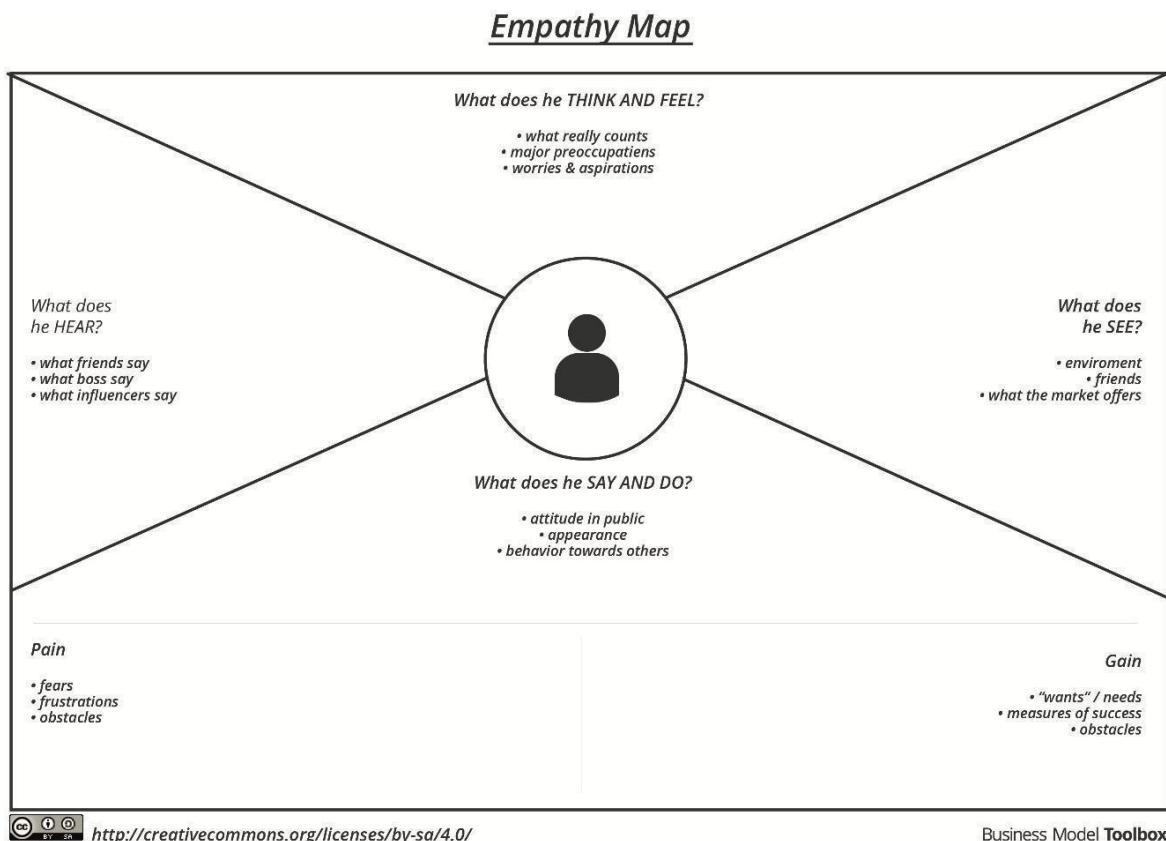 Empathy Map
What does he THINK AND FEEL?
• what really counts
• major preoccupatiens
• worries & aspirations
What does
he HEAR?
• what friends say
• what boss say
• what influencers say
What does
he SEE?
• enviroment
• friends
• what the market offers
What does he SAY AND DO?
• attitude in public
• appearance
• behavior towards others
Pain
• fears
• frustrations
• obstacles
Gain
• “wants“ / needs
• measures of success
• obstacles
cc BY SA
http://creativecommons.org/licenses/by-sa/4.0/
Business Model Toolbox